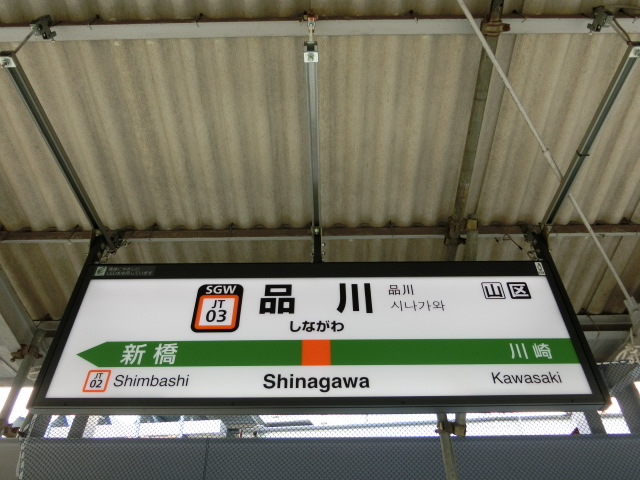 SGW
JT
03
品川
品川
시나가와
しながわ
山区
新橋
川崎
JT
02
Shimbashi
Shinagawa
Kawasaki